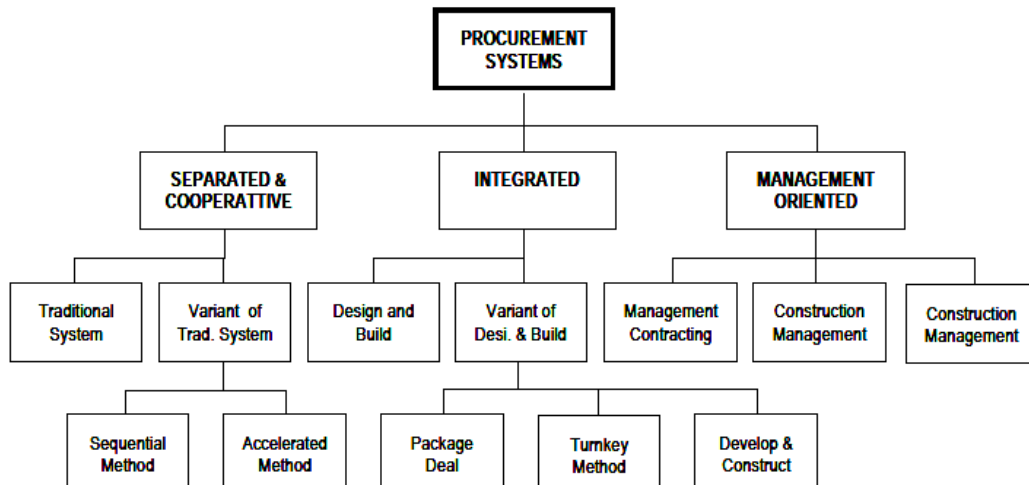 PROCUREMENT
SYSTEMS
SEPARATED &
COOPERATTIVE
INTEGRATED
MANAGEMENT
ORIENTED
Traditional
System
Variant of
Trad. System
Design and
Build
Variant of
Desi. & Build
Management
Contracting
Construction
Management
Construction
Management
Sequential
Method
Accelerated
Method
Package
Deal
Turnkey
Method
Develop &
Construct